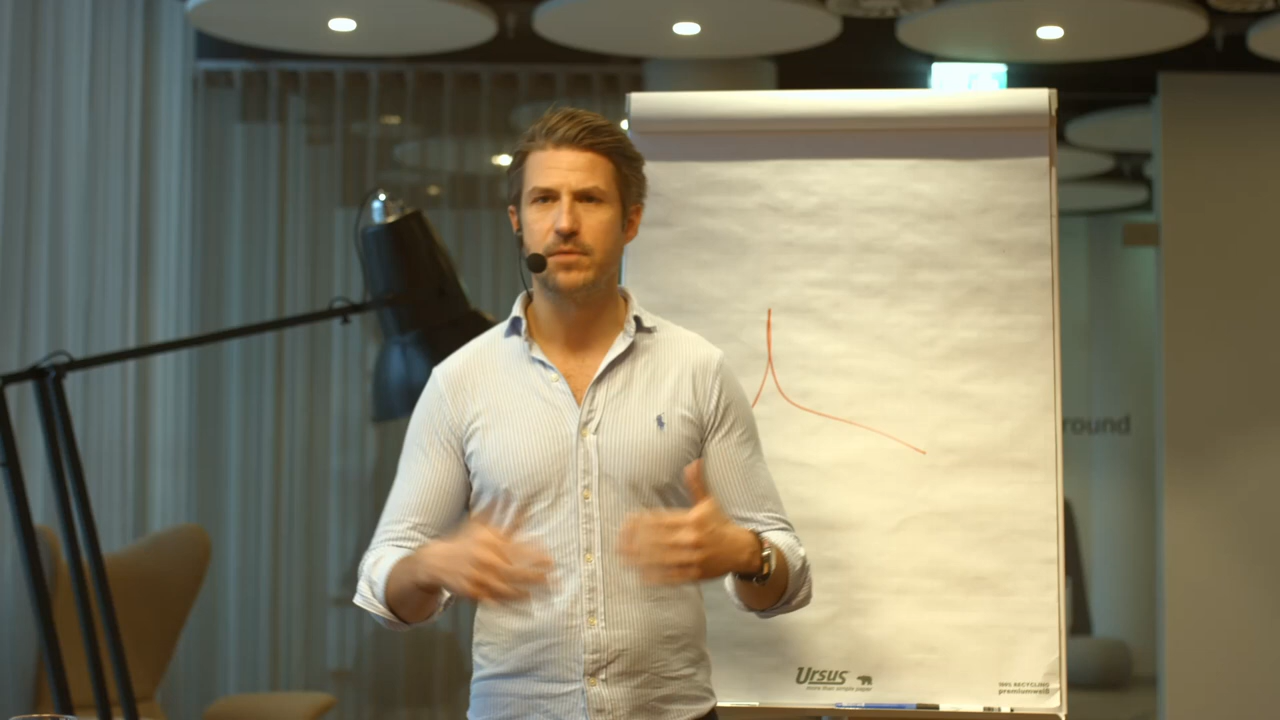 round
Ursus
more than simple paper
100% RECYCLING
premiumweiß